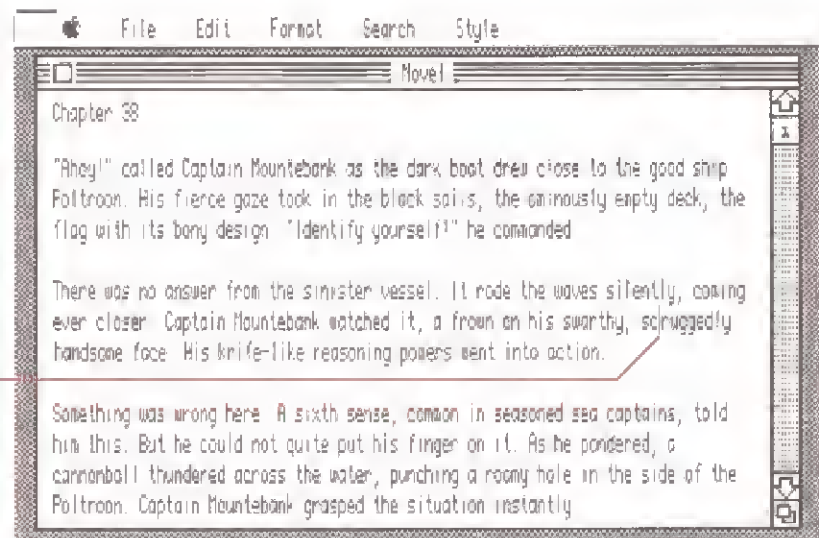 File Edit Format Search Style
Novel
Chapter 38
"Ahoy!" called Captain Mountebank as the dark boat drew close to the good ship
Poltroon. His fierce gaze took in the black sails, the ominously empty deck, the
flag with its bony design. "Identify yourself!" he commanded.
There was no answer from the sinister vessel. It rode the waves silently, coming
ever closer. Captain Mountebank watched it, a frown on his swarthy, scruggedly
handsome face. His knife-like reasoning powers went into action.
Something was wrong here. A sixth sense, common in seasoned sea captains, told
him this. But he could not quite put his finger on it. As he pondered, a
cannonball thundered across the water, punching a roomy hole in the side of the
Poltroon. Captain Mountebank grasped the situation instantly.